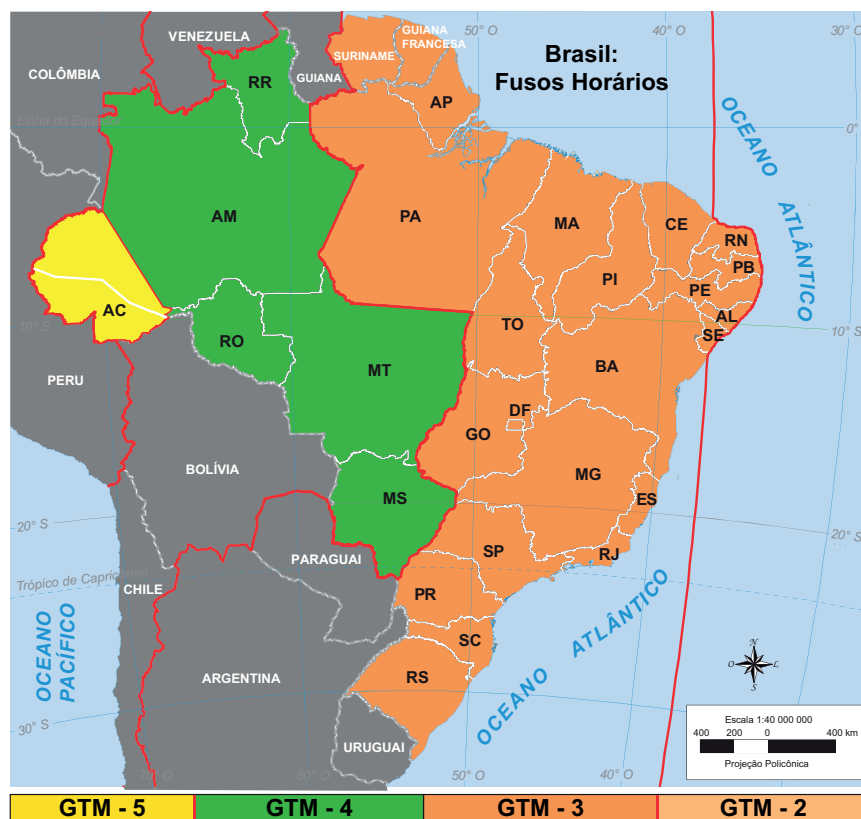 50° O
40° O
30° O
VENEZUELA
GUIANA
FRANCESA
SURINAME
Brasil:
Fusos Horários
COLÔMBIA
RR
GUIANA
AP
OCEANO ATLÂNTICO
Linha do Equador
0°
AM
PA
MA
CE
RN
PB
PI
PE
AC
AL
10° S
TO
SE
10° S
RO
PERU
MT
BA
DF
GO
BOLÍVIA
MG
MS
ES
20° S
20° S
SP
RJ
PARAGUAI
Trópico de Capricórnio
CHILE
PR
OCEANO ATLÂNTICO
OCEANO
PACÍFICO
SC
ARGENTINA
RS
N
O
L
S
30° S
URUGUAI
Escala 1:40 000 000
400 200 0 400 km
Projeção Policônica
70° O
60° O
50° O
40° O
GTM - 5
GTM - 4
GTM - 3
GTM - 2